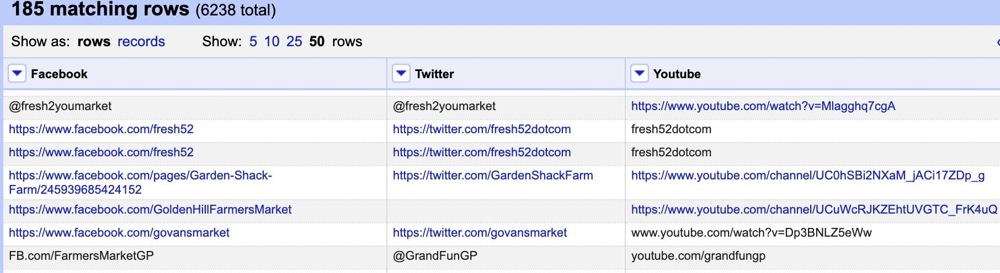 185 matching rows (6238 total)
Show as: rows records Show: 5 10 25 50 rows
Facebook Twitter Youtube
@fresh2youmarket @fresh2youmarket https://www.youtube.com/watch?v=Mlagghq7cgA
https://www.facebook.com/fresh52 https://twitter.com/fresh52dotcom fresh52dotcom
https://www.facebook.com/fresh52 https://twitter.com/fresh52dotcom fresh52dotcom
https://www.facebook.com/pages/Garden-Shack- https://twitter.com/GardenShackFarm https://www.youtube.com/channel/UC0hSBi2NXaM_jACi17ZDp_g
Farm/245939685424152
https://www.facebook.com/GoldenHillFarmersMarket https://www.youtube.com/channel/UCuWcRJKZEhtUVGTC_FrK4uQ
https://www.facebook.com/govansmarket https://twitter.com/govansmarket www.youtube.com/watch?v=Dp3BNLZ5eWw
FB.com/FarmersMarketGP @GrandFunGP youtube.com/grandfungp